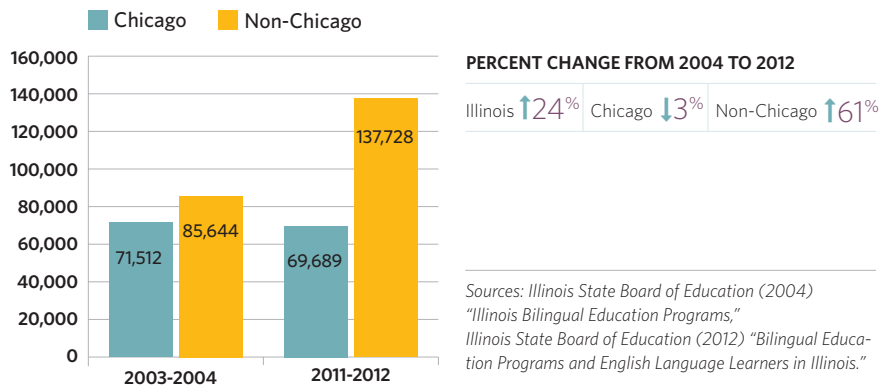 Chicago Non-Chicago
160,000
140,000
120,000
100,000
80,000
60,000
40,000
20,000
0
71,512
85,644
69,689
137,728
2003-2004 2011-2012
PERCENT CHANGE FROM 2004 TO 2012
Illinois ↑24% Chicago ↓3% Non-Chicago ↑61%
Sources: Illinois State Board of Education (2004)
“Illinois Bilingual Education Programs,”
Illinois State Board of Education (2012) “Bilingual Educa-
tion Programs and English Language Learners in Illinois.”